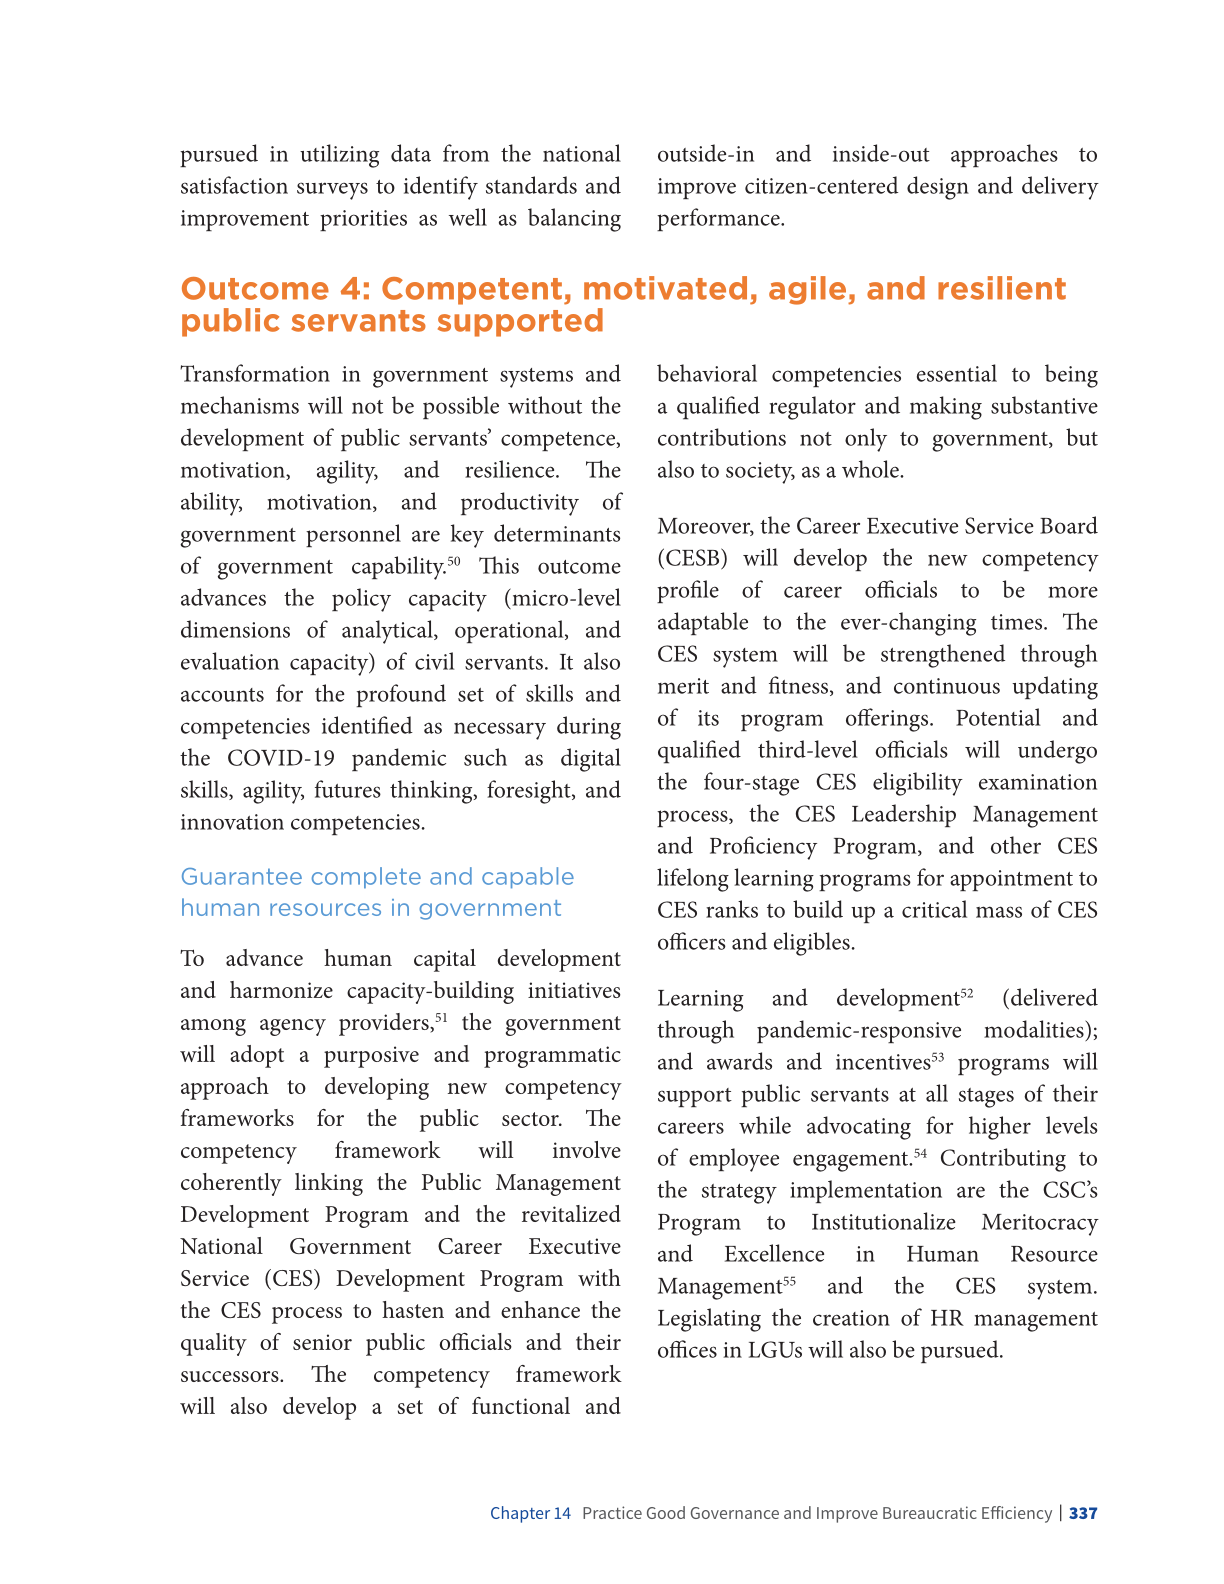 pursued in utilizing data from the national
satisfaction surveys to identify standards and
improvement priorities as well as balancing
outside-in and inside-out approaches to
improve citizen-centered design and delivery
performance.
Outcome 4: Competent, motivated, agile, and resilient
public servants supported
Transformation in government systems and
mechanisms will not be possible without the
development of public servants’ competence,
motivation, agility, and resilience. The
ability, motivation, and productivity of
government personnel are key determinants
of government capability.50 This outcome
advances the policy capacity (micro-level
dimensions of analytical, operational, and
evaluation capacity) of civil servants. It also
accounts for the profound set of skills and
competencies identified as necessary during
the COVID-19 pandemic such as digital
skills, agility, futures thinking, foresight, and
innovation competencies.
Guarantee complete and capable
human resources in government
To advance human capital development
and harmonize capacity-building initiatives
among agency providers,51 the government
will adopt a purposive and programmatic
approach to developing new competency
frameworks for the public sector. The
competency framework will involve
coherently linking the Public Management
Development Program and the revitalized
National Government Career Executive
Service (CES) Development Program with
the CES process to hasten and enhance the
quality of senior public officials and their
successors. The competency framework
will also develop a set of functional and
behavioral competencies essential to being
a qualified regulator and making substantive
contributions not only to government, but
also to society, as a whole.
Moreover, the Career Executive Service Board
(CESB) will develop the new competency
profile of career officials to be more
adaptable to the ever-changing times. The
CES system will be strengthened through
merit and fitness, and continuous updating
of its program offerings. Potential and
qualified third-level officials will undergo
the four-stage CES eligibility examination
process, the CES Leadership Management
and Proficiency Program, and other CES
lifelong learning programs for appointment to
CES ranks to build up a critical mass of CES
officers and eligibles.
Learning and development52 (delivered
through pandemic-responsive modalities);
and awards and incentives53 programs will
support public servants at all stages of their
careers while advocating for higher levels
of employee engagement.54 Contributing to
the strategy implementation are the CSC’s
Program to Institutionalize Meritocracy
and Excellence in Human Resource
Management55 and the CES system.
Legislating the creation of HR management
offices in LGUs will also be pursued.
Chapter 14 Practice Good Governance and Improve Bureaucratic Efficiency | 337